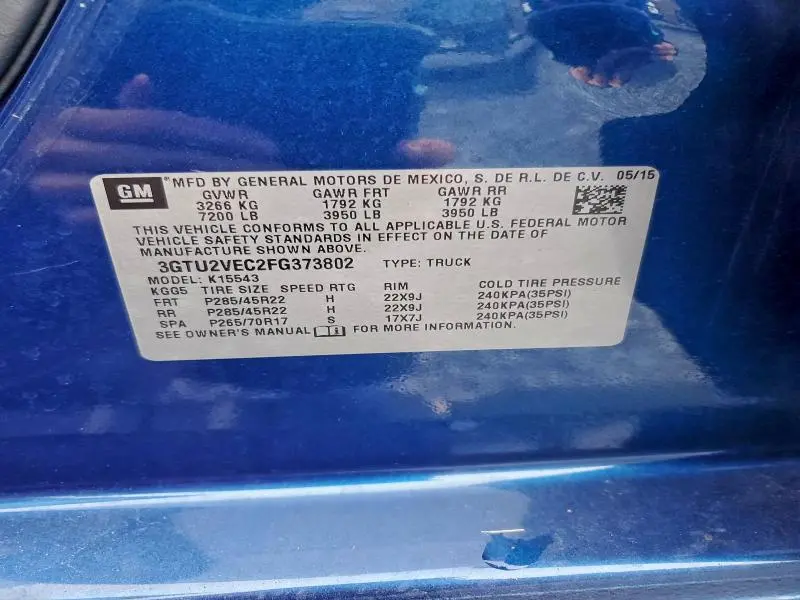 GM ® MFD BY GENERAL MOTORS DE MEXICO, S. DE R.L. DE C.V. 05/15
GVWR GAWR FRT GAWR RR
3266 KG 1792 KG 1792 KG
7200 LB 3950 LB 3950 LB
THIS VEHICLE CONFORMS TO ALL APPLICABLE U.S. FEDERAL MOTOR
VEHICLE SAFETY STANDARDS IN EFFECT ON THE DATE OF
MANUFACTURE SHOWN ABOVE.
3GTU2VEC2FG373802 TYPE: TRUCK
MODEL: K15543
KGG5 TIRE SIZE SPEED RTG RIM COLD TIRE PRESSURE
FRT P285/45R22 H 22X9J 240KPA(35PSI)
RR P285/45R22 H 22X9J 240KPA(35PSI)
SPA P265/70R17 S 17X7J 240KPA(35PSI)
SEE OWNER'S MANUAL FOR MORE INFORMATION.